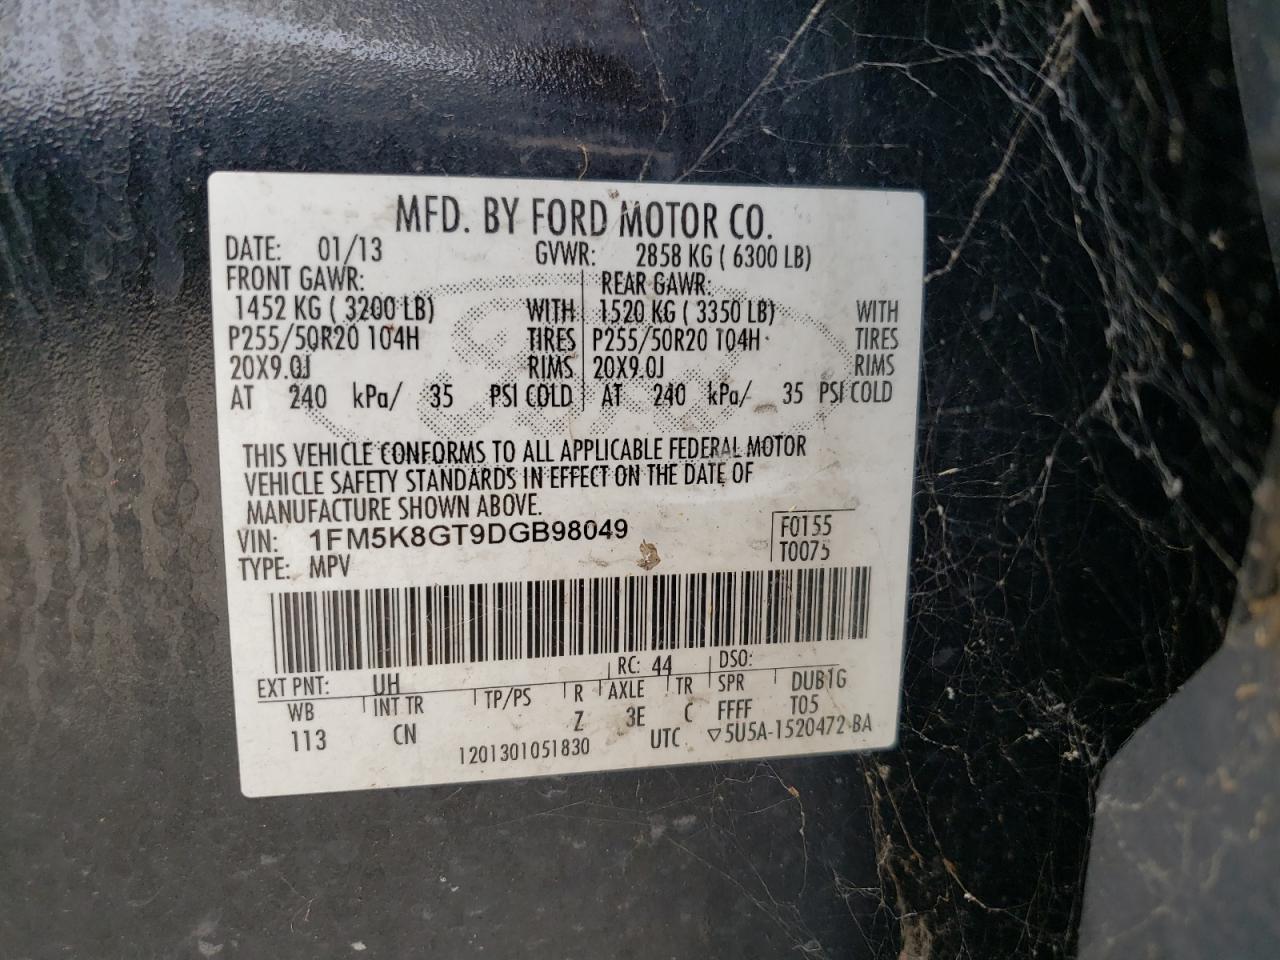 MFD. BY FORD MOTOR CO.
DATE: 01/13 GVWR: 2858 KG ( 6300 LB)
FRONT GAWR: REAR GAWR:
1452 KG ( 3200 LB) WITH 1520 KG ( 3350 LB) WITH
P255/50R20 104H TIRES P255/50R20 104H TIRES
20X9.0J RIMS 20X9.0J RIMS
AT 240 kPa/ 35 PSI COLD AT 240 kPa/ 35 PSI COLD
THIS VEHICLE CONFORMS TO ALL APPLICABLE FEDERAL MOTOR
VEHICLE SAFETY STANDARDS IN EFFECT ON THE DATE OF
MANUFACTURE SHOWN ABOVE.
VIN: 1FM5K8GT9DGB98049 F0155
TYPE: MPV T0075
EXT PNT: UH RC: 44 DSO:
WB INT TR TP/PS R AXLE TR SPR DUB1G
113 CN Z 3E C FFFF T05
1201301051830 UTC ▽5U5A-1520472-BA